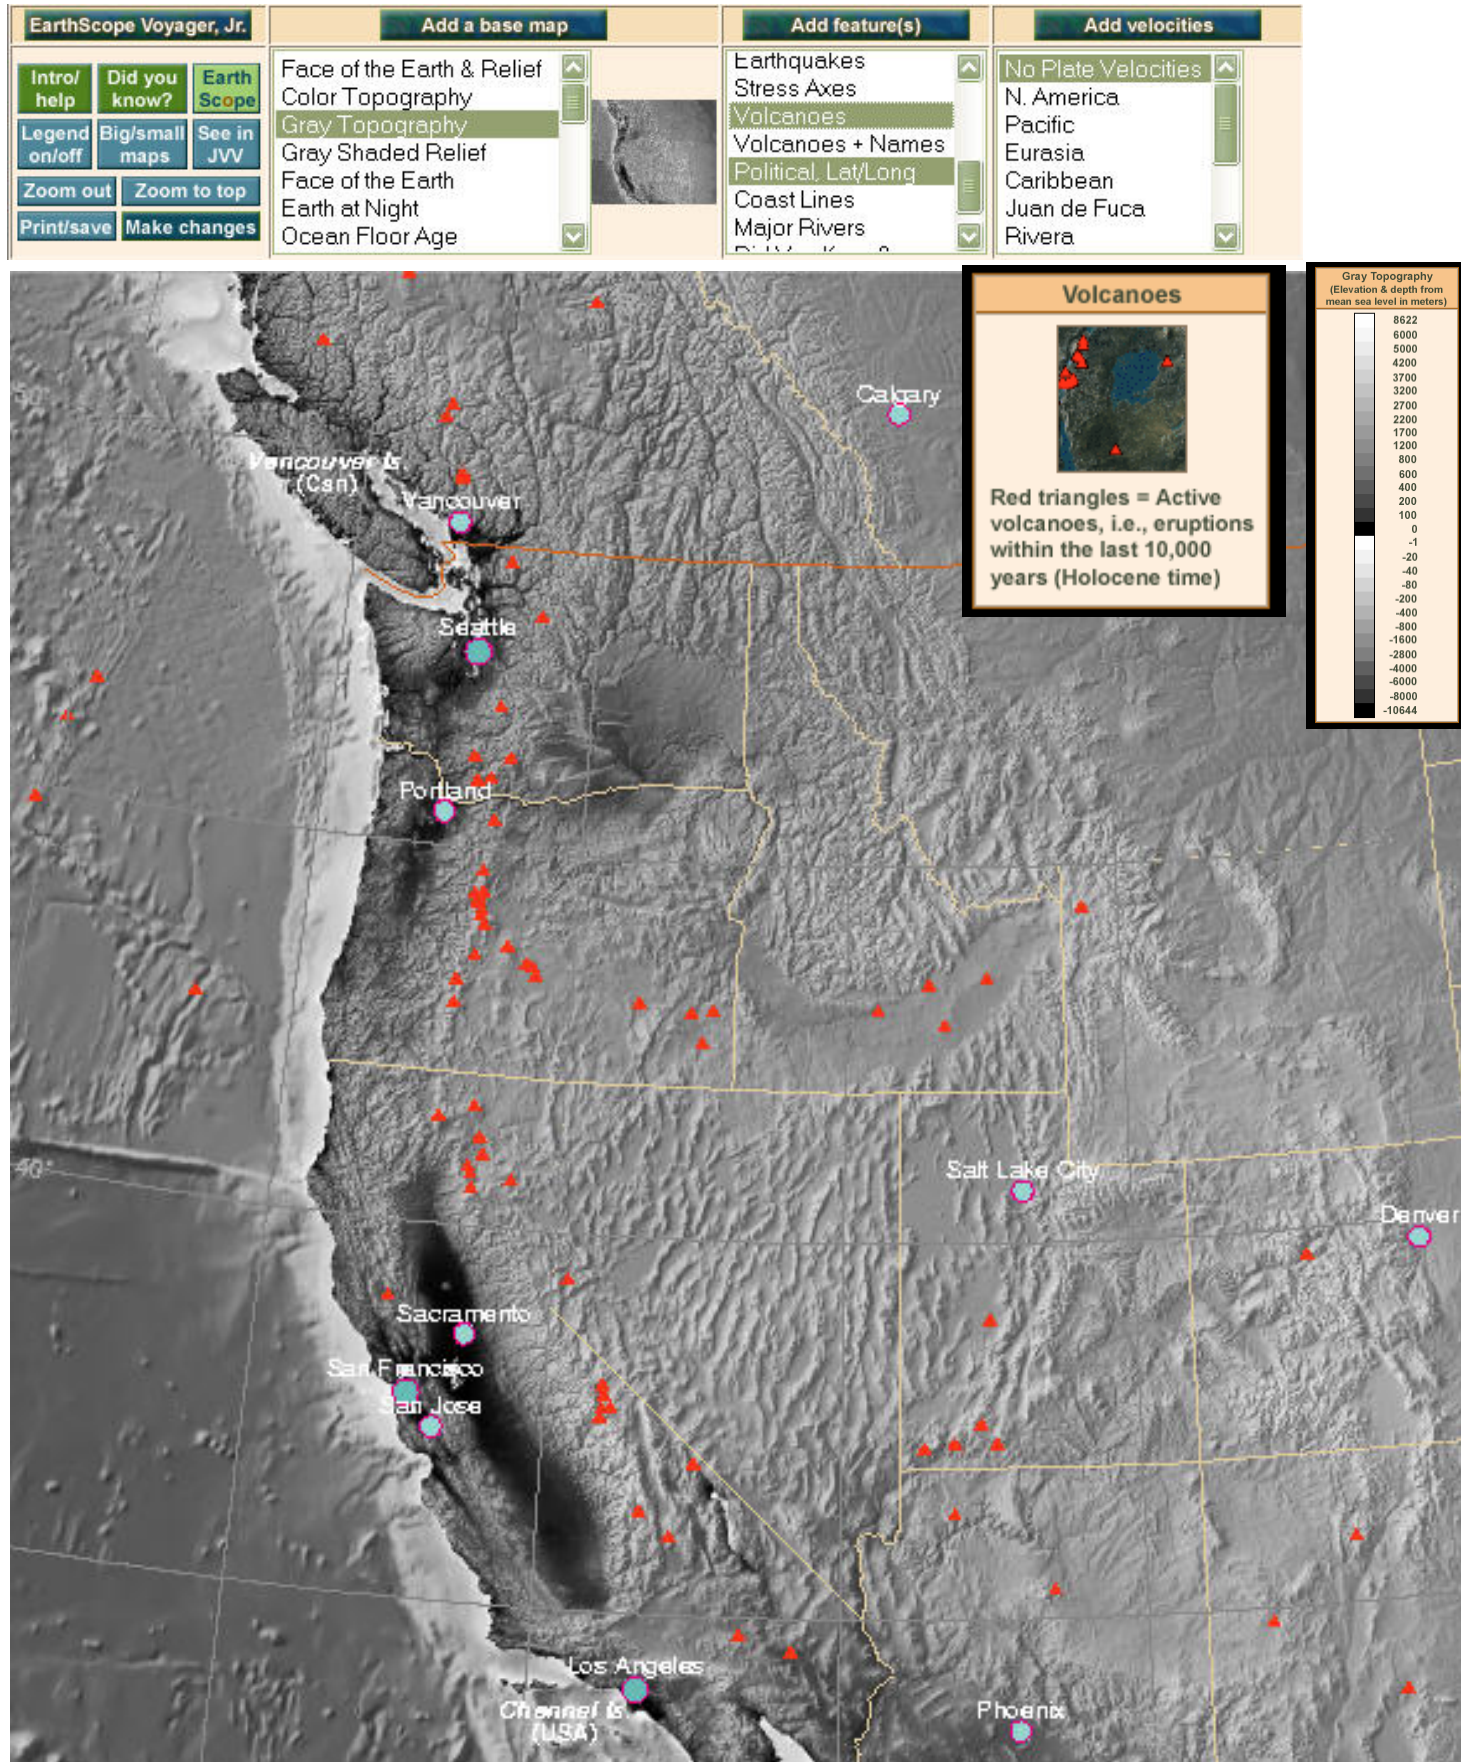 EarthScope Voyager, Jr.
Intro/
help
Did you
know?
Earth
Scope
Legend
on/off
Big/small
maps
See in
JVV
Zoom out
Zoom to top
Print/save
Make changes
Add a base map
Face of the Earth & Relief
Color Topography
Gray Topography
Gray Shaded Relief
Face of the Earth
Earth at Night
Ocean Floor Age
Add feature(s)
Earthquakes
Stress Axes
Volcanoes
Volcanoes + Names
Political, Lat/Long
Coast Lines
Major Rivers
Add velocities
No Plate Velocities
N. America
Pacific
Eurasia
Caribbean
Juan de Fuca
Rivera
Volcanoes
Red triangles = Active
volcanoes, i.e., eruptions
within the last 10,000
years (Holocene time)
Gray Topography
(Elevation & depth from
mean sea level in meters)
8622
6000
5000
4200
3700
3200
2700
2200
1700
1200
800
600
400
200
100
0
-1
-20
-40
-80
-200
-400
-800
-1600
-2800
-4000
-6000
-8000
-10644
Calgary
Vancouver Is.
(Can)
Vancouver
Seattle
Portland
40°
Salt Lake City
Denver
Sacramento
San Francisco
San Jose
Los Angeles
Channel Is.
(USA)
Phoenix